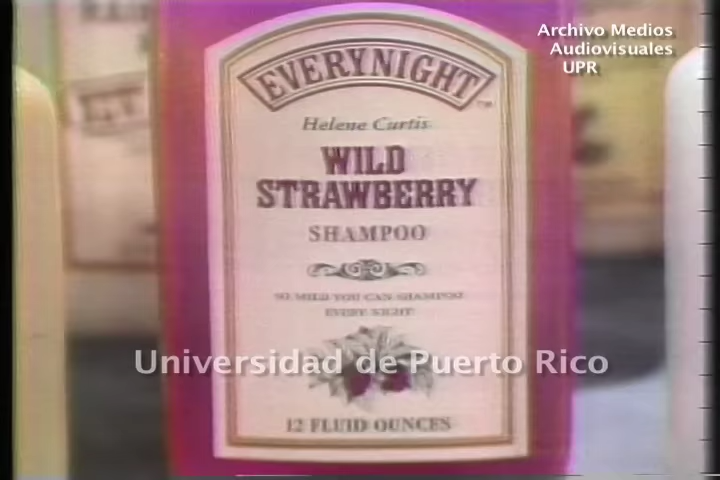 Archivo Medios
Audiovisuales
UPR
EVERYNIGHT
TM
Helene Curtis
WILD
STRAWBERRY
SHAMPOO
SO MILD YOU CAN SHAMPOO
EVERY NIGHT
Universidad de Puerto Rico
12 FLUID OUNCES